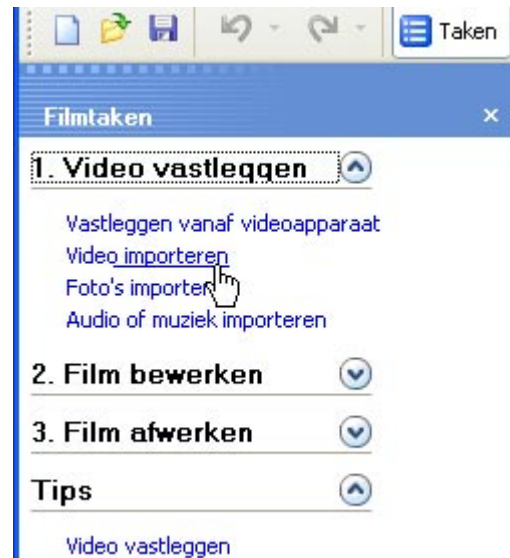 Taken
Filmtaken
1. Video vastleggen
Vastleggen vanaf videoapparaat
Video importeren
Foto's importer
Audio of muziek importeren
2. Film bewerken
3. Film afwerken
Tips
Video vastleggen